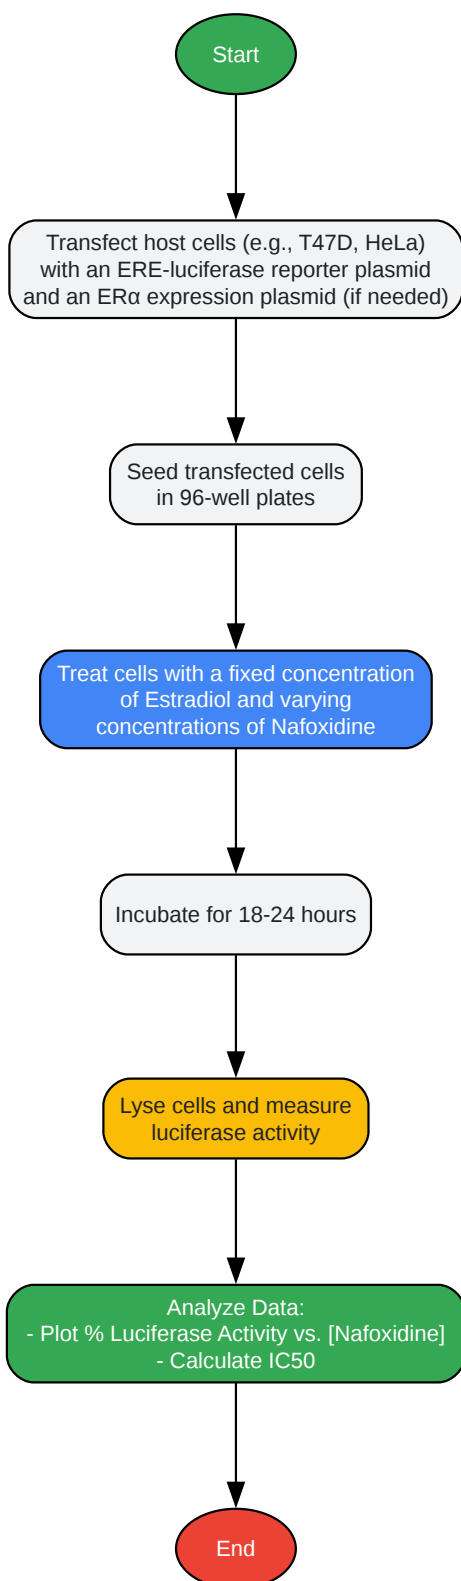 Start
Transfect host cells (e.g., T47D, HeLa)
with an ERE-luciferase reporter plasmid
and an ERα expression plasmid (if needed)
Seed transfected cells
in 96-well plates
Treat cells with a fixed concentration
of Estradiol and varying
concentrations of Nafoxidine
Incubate for 18-24 hours
Lyse cells and measure
luciferase activity
Analyze Data:
- Plot % Luciferase Activity vs. [Nafoxidine]
- Calculate IC50
End